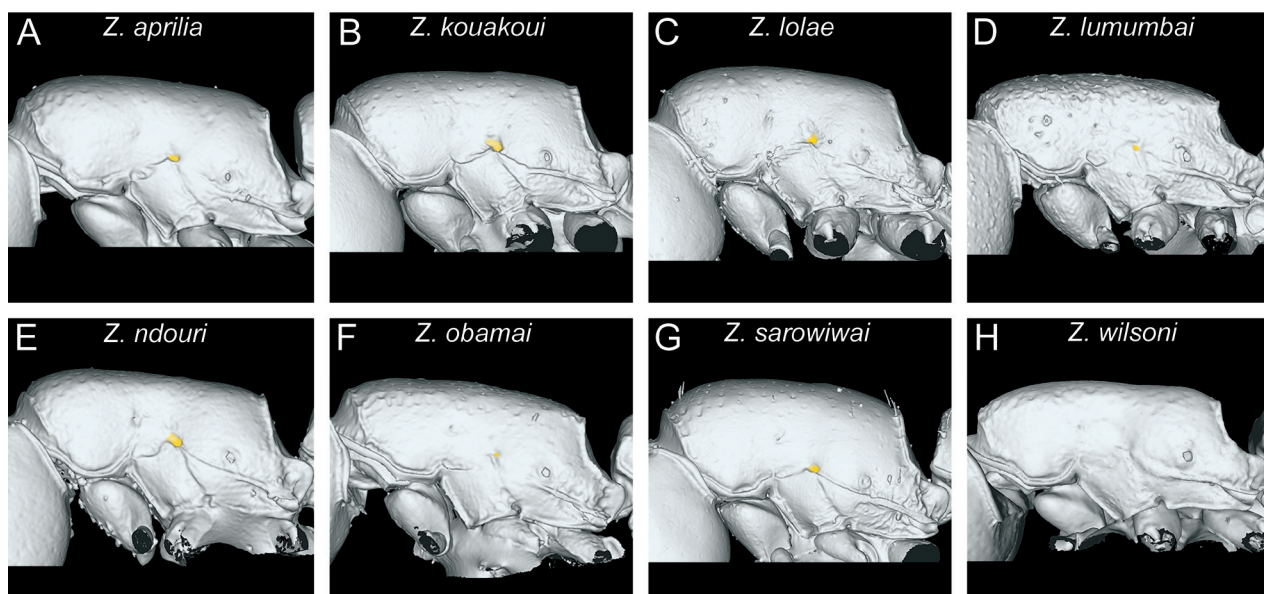 A Z. aprilia
B Z. kouakoui
C Z. lolae
D Z. lumumbai
E Z. ndouri
F Z. obamai
G Z. sarowiwai
H Z. wilsoni